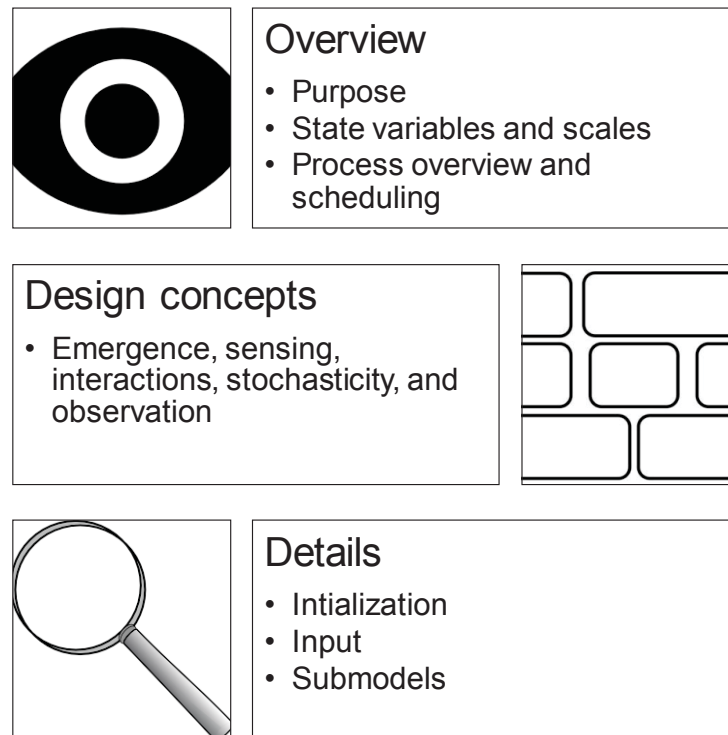 Overview
• Purpose
• State variables and scales
• Process overview and
scheduling
Design concepts
• Emergence, sensing,
interactions, stochasticity, and
observation
Details
• Intialization
• Input
• Submodels